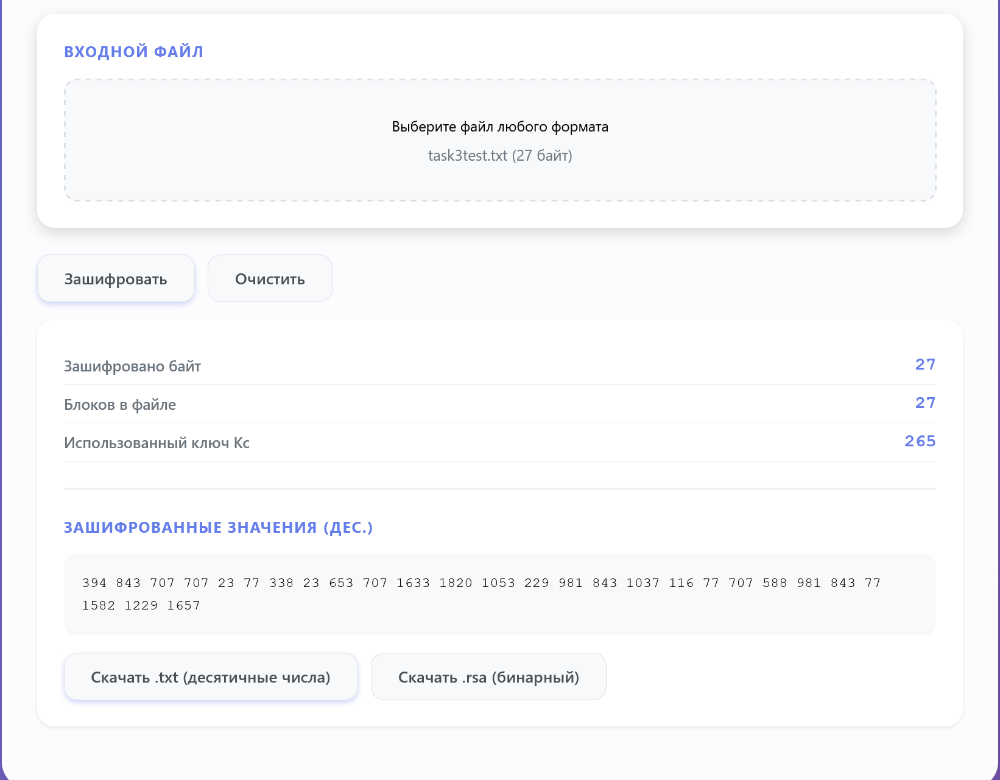 ВХОДНОЙ ФАЙЛ
Выберите файл любого формата
task3test.txt (27 байт)
Зашифровать
Очистить
Зашифровано байт
27
Блоков в файле
27
Использованный ключ Кс
265
ЗАШИФРОВАННЫЕ ЗНАЧЕНИЯ (ДЕС.)
394 843 707 707 23 77 338 23 653 707 1633 1820 1053 229 981 843 1037 116 77 707 588 981 843 77
1582 1229 1657
Скачать .txt (десятичные числа)
Скачать .rsa (бинарный)